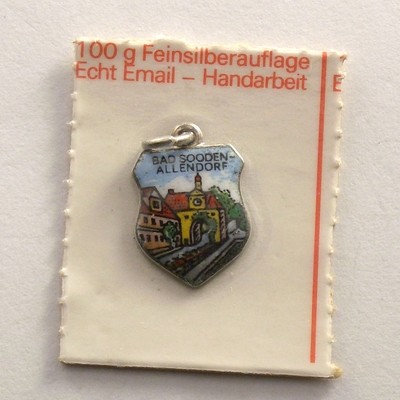 100 g Feinsilberauflage
Echt Email – Handarbeit
E
BAD SOODEN-
ALLENDORF